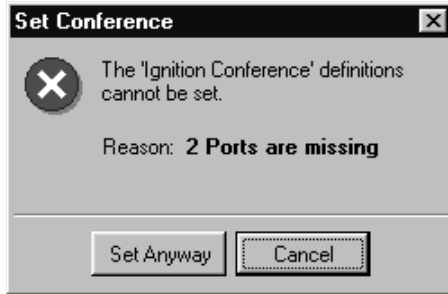 Set Conference
The 'Ignition Conference' definitions
cannot be set.
Reason: 2 Ports are missing
Set Anyway
Cancel